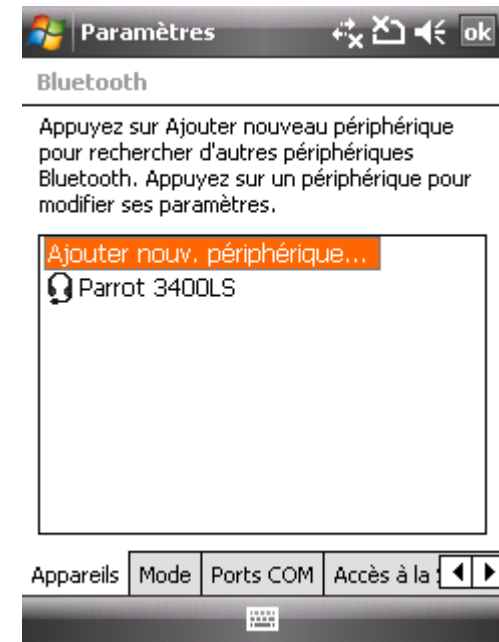 Paramètres ok
Bluetooth
Appuyez sur Ajouter nouveau périphérique
pour rechercher d'autres périphériques
Bluetooth. Appuyez sur un périphérique pour
modifier ses paramètres.
Ajouter nouv. périphérique...
Parrot 3400LS
Appareils Mode Ports COM Accès à la